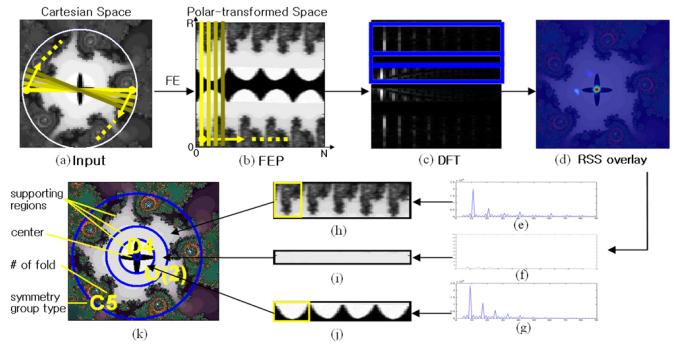 Cartesian Space
Polar-transformed Space
R
FE
0
0
N
(a) Input
(b) FEP
(c) DFT
(d) RSS overlay
supporting
regions
center
# of fold
symmetry
group type
D4
O(2)
C5
(h)
(e)
(i)
(f)
(j)
(g)
(k)